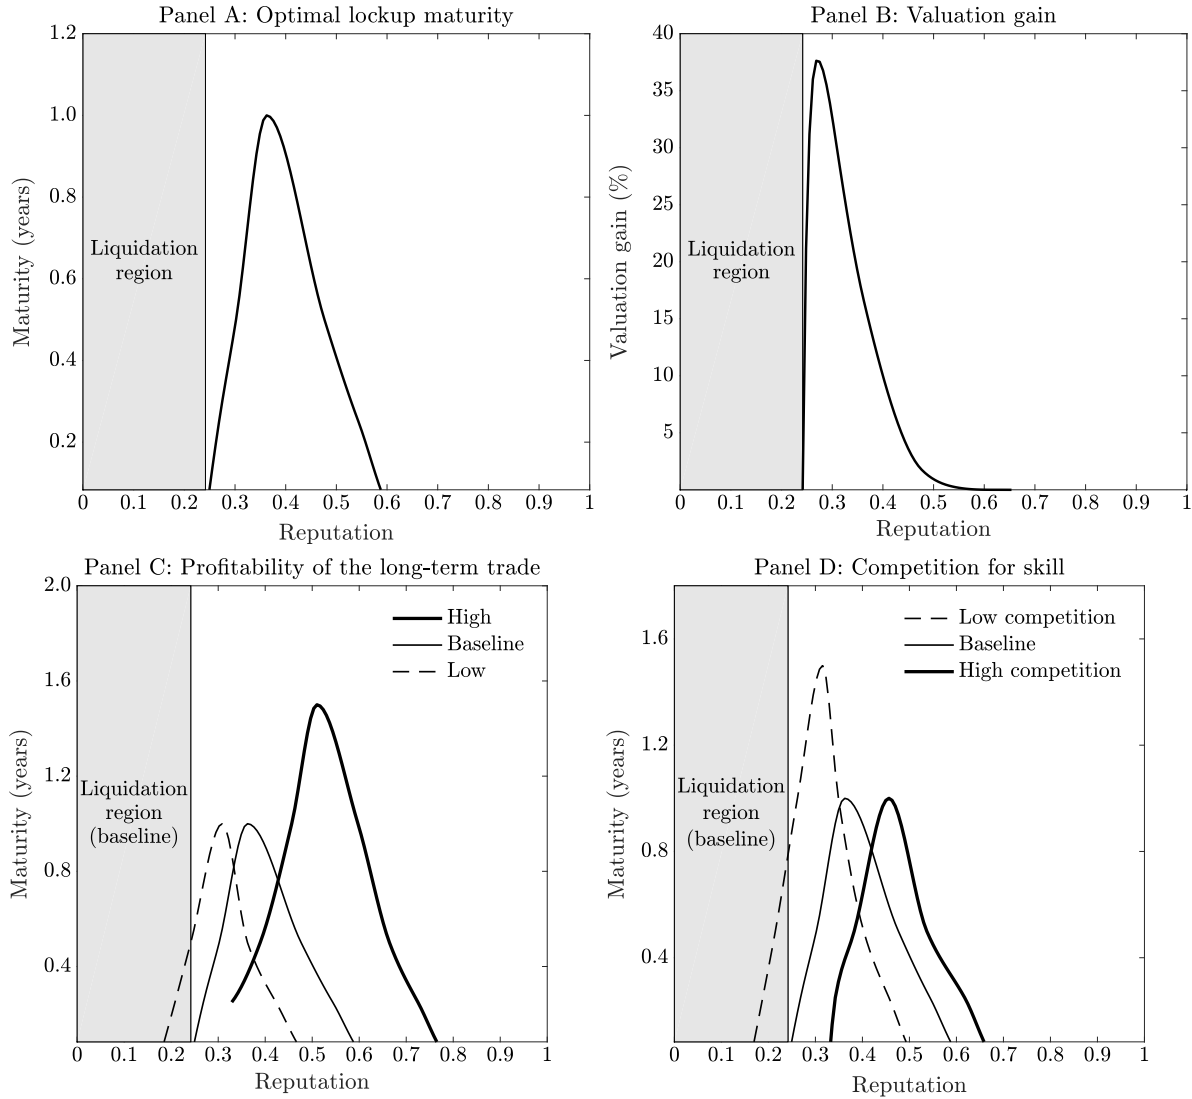 Panel A: Optimal lockup maturity
1.2
1.0
0.8
0.6
0.4
0.2
Maturity (years)
Liquidation
region
0 0.1 0.2 0.3 0.4 0.5 0.6 0.7 0.8 0.9 1
Reputation
Panel B: Valuation gain
40
35
30
25
20
15
10
5
Valuation gain (%)
Liquidation
region
0 0.1 0.2 0.3 0.4 0.5 0.6 0.7 0.8 0.9 1
Reputation
Panel C: Profitability of the long-term trade
2.0
1.6
1.2
0.8
0.4
Maturity (years)
High
Baseline
Low
Liquidation
region
(baseline)
0 0.1 0.2 0.3 0.4 0.5 0.6 0.7 0.8 0.9 1
Reputation
Panel D: Competition for skill
1.6
1.2
0.8
0.4
Maturity (years)
Low competition
Baseline
High competition
Liquidation
region
(baseline)
0 0.1 0.2 0.3 0.4 0.5 0.6 0.7 0.8 0.9 1
Reputation